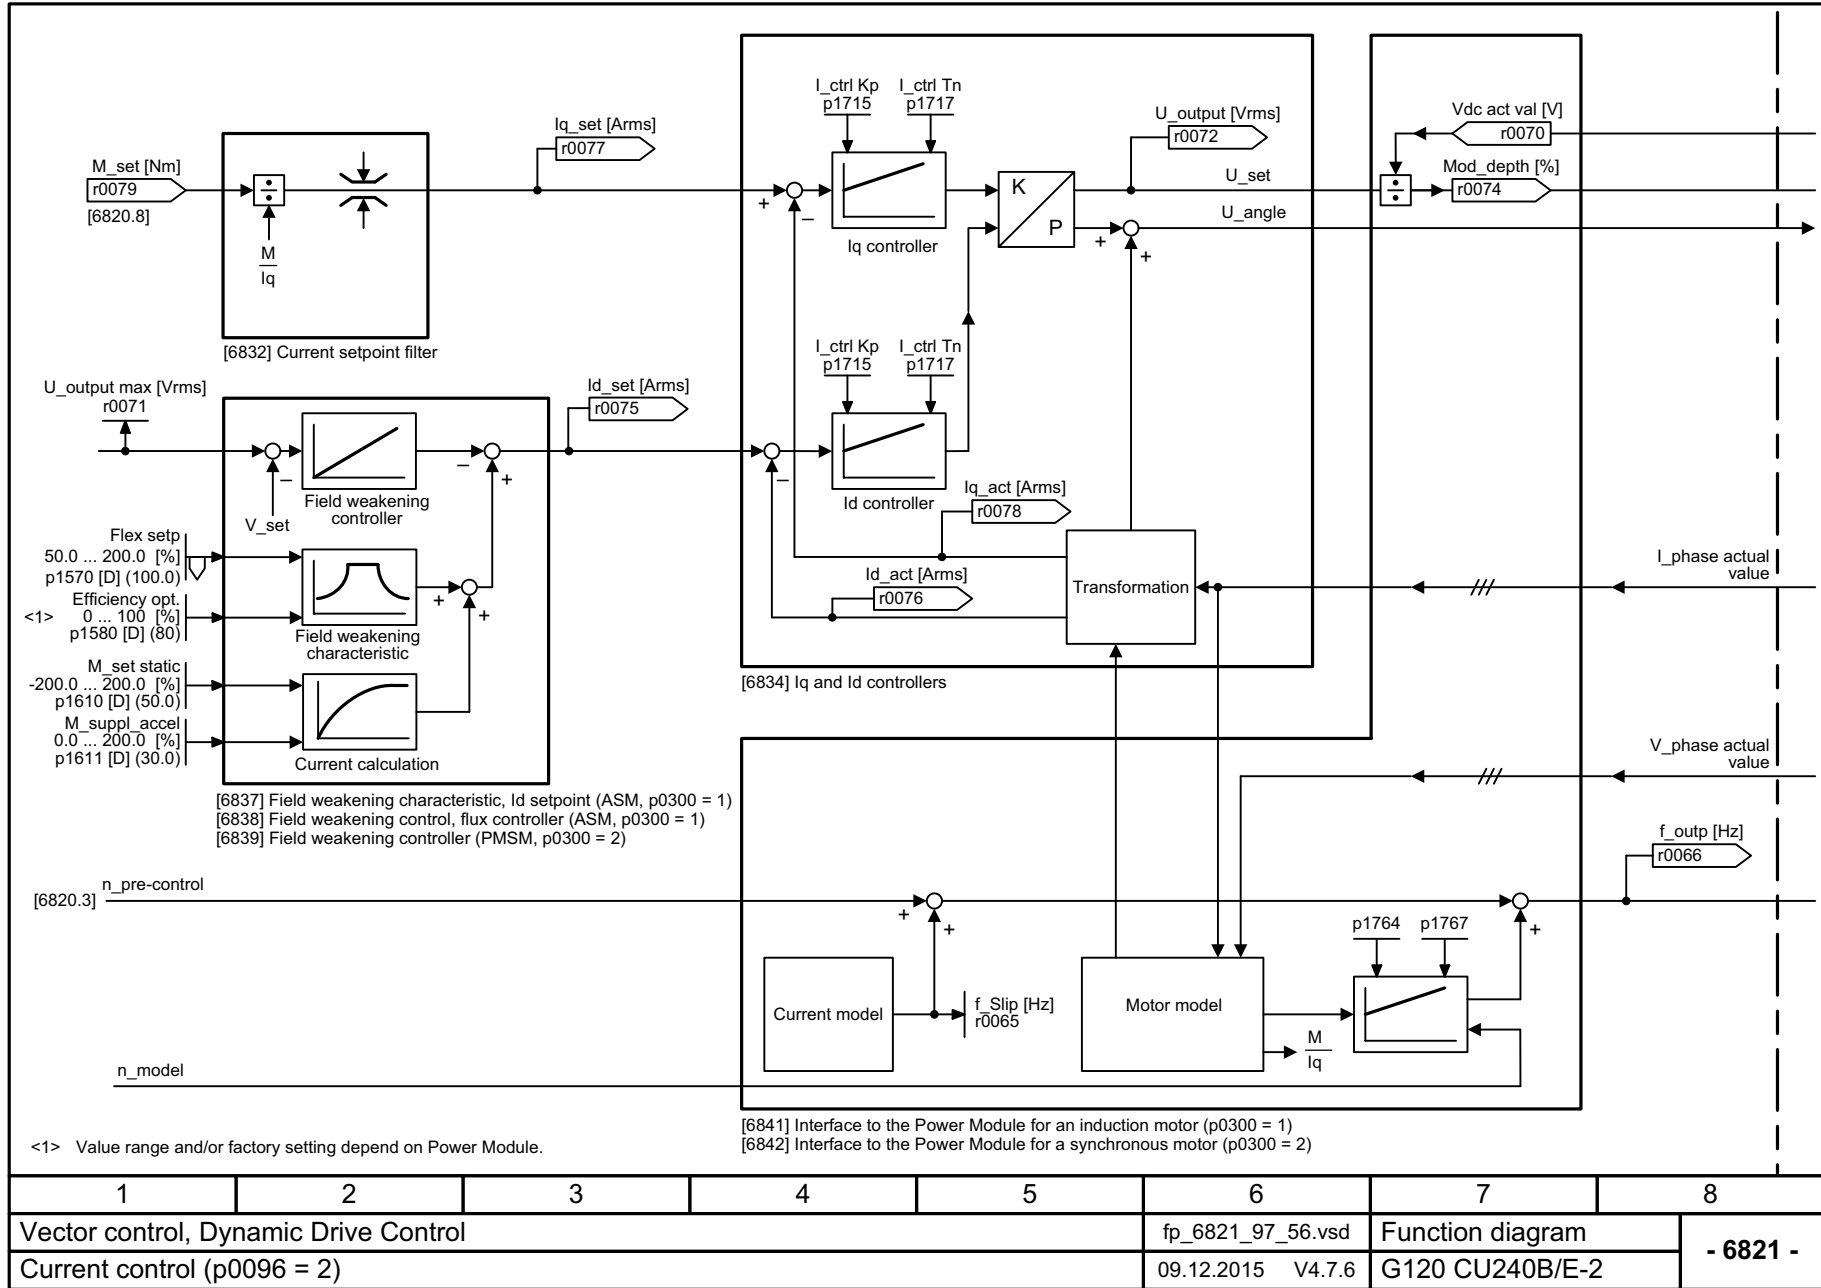 I_ctrl Kp
p1715
I_ctrl Tn
p1717
Iq_set [Arms]
r0077
U_output [Vrms]
r0072
Vdc act val [V]
r0070
M_set [Nm]
r0079
[6820.8]
÷
M
Iq
+
–
Iq controller
K
P
U_set
U_angle
+
+
÷
Mod_depth [%]
r0074
[6832] Current setpoint filter
U_output max [Vrms]
r0071
Id_set [Arms]
r0075
I_ctrl Kp
p1715
I_ctrl Tn
p1717
–
V_set
Field weakening
controller
–
+
–
Id controller
Iq_act [Arms]
r0078
Flex setp
50.0 ... 200.0 [%]
p1570 [D] (100.0)
Efficiency opt.
<1> 0 ... 100 [%]
p1580 [D] (80)
Field weakening
characteristic
+
+
Id_act [Arms]
r0076
Transformation
I_phase actual
value
M_set static
-200.0 ... 200.0 [%]
p1610 [D] (50.0)
M_suppl_accel
0.0 ... 200.0 [%]
p1611 [D] (30.0)
Current calculation
[6834] Iq and Id controllers
V_phase actual
value
[6837] Field weakening characteristic, Id setpoint (ASM, p0300 = 1)
[6838] Field weakening control, flux controller (ASM, p0300 = 1)
[6839] Field weakening controller (PMSM, p0300 = 2)
f_outp [Hz]
r0066
n_pre-control
[6820.3]
+
+
p1764
p1767
+
Current model
f_Slip [Hz]
r0065
Motor model
M
Iq
n_model
[6841] Interface to the Power Module for an induction motor (p0300 = 1)
[6842] Interface to the Power Module for a synchronous motor (p0300 = 2)
<1> Value range and/or factory setting depend on Power Module.
1 2 3 4 5 6 7 8
Vector control, Dynamic Drive Control
fp_6821_97_56.vsd
Function diagram
- 6821 -
Current control (p0096 = 2)
09.12.2015 V4.7.6
G120 CU240B/E-2